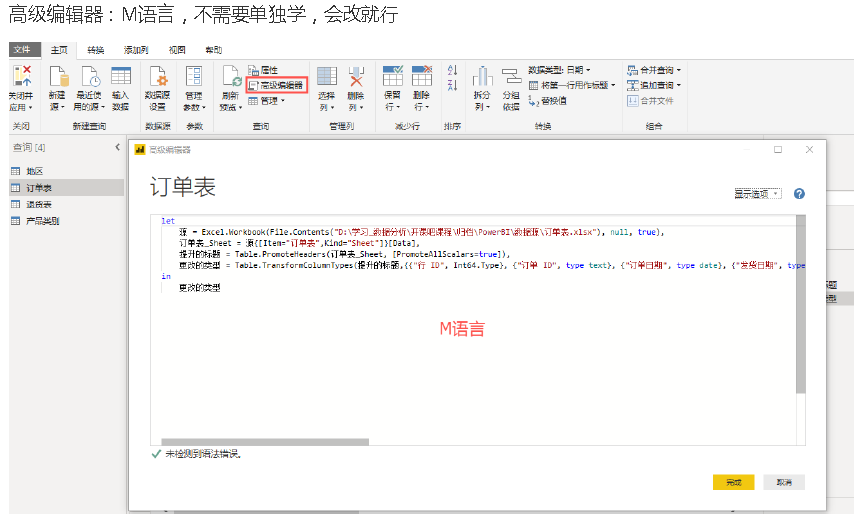 高级编辑器：M语言，不需要单独学，会改就行
文件 主页 转换 添加列 视图 帮助
关闭并应用 新建源 最近使用的源 输入数据 数据源设置 管理参数 刷新预览 属性 高级编辑器 管理 选择列 删除列 保留行 删除行 拆分列 分组依据 数据类型: 日期 将第一行用作标题 替换值 合并查询 追加查询 合并文件
关闭 新建查询 数据源 参数 查询 管理列 减少行 排序 转换 组合
查询 [4]
地区
订单表
退货表
产品类别
高级编辑器
订单表
显示选项
let
源 = Excel.Workbook(File.Contents("D:\学习_数据分析\开课吧课程\归档\PowerBI\数据源\订单表.xlsx"), null, true),
订单表_Sheet = 源{[Item="订单表",Kind="Sheet"]}[Data],
提升的标题 = Table.PromoteHeaders(订单表_Sheet, [PromoteAllScalars=true]),
更改的类型 = Table.TransformColumnTypes(提升的标题,{{"行 ID", Int64.Type}, {"订单 ID", type text}, {"订单日期", type date}, {"发货日期", type
in
更改的类型
M语言
未检测到语法错误。
完成 取消